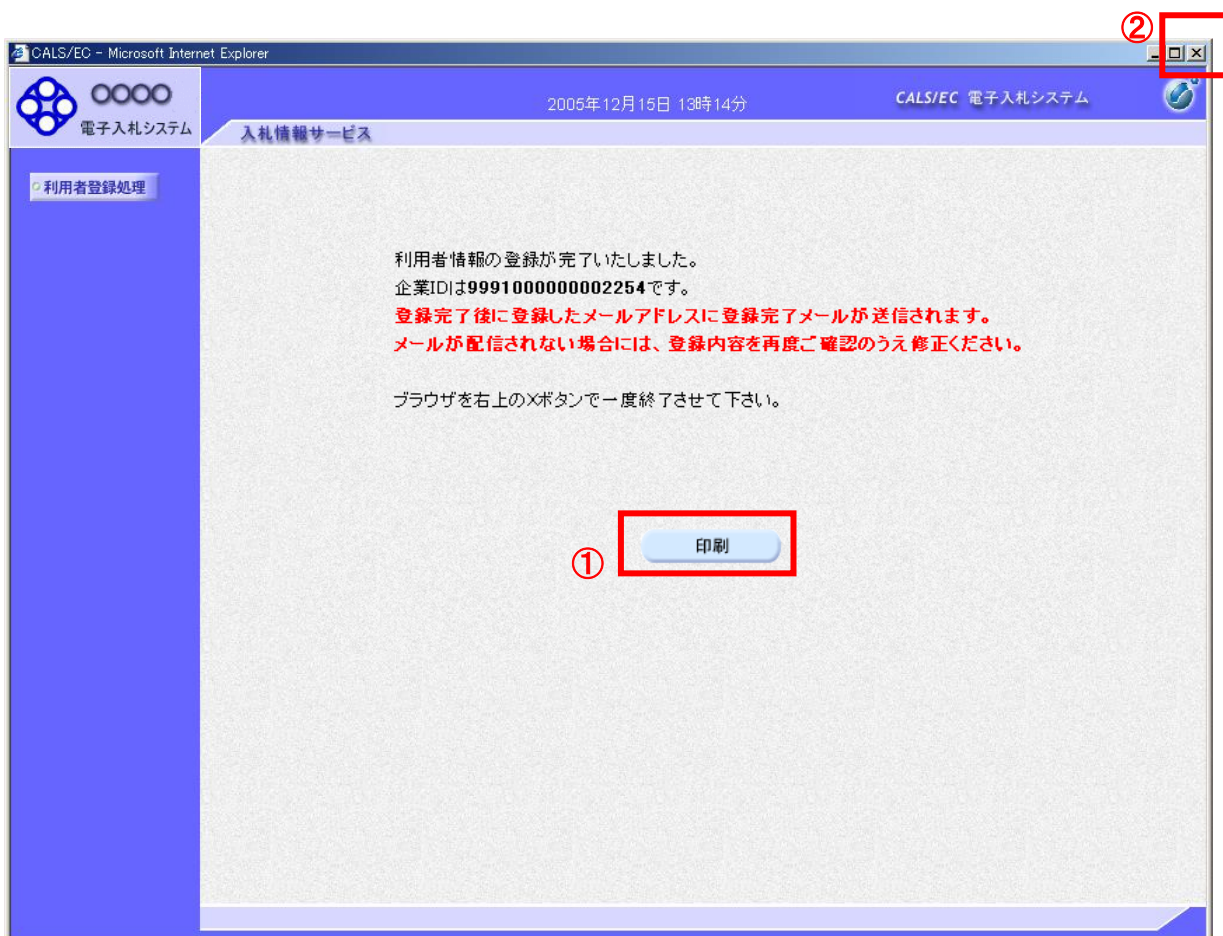 ②
CALS/EC - Microsoft Internet Explorer
○○○○
電子入札システム
2005年12月15日 13時14分
CALS/EC 電子入札システム
入札情報サービス
利用者登録処理
利用者情報の登録が完了いたしました。
企業IDは9991000000002254です。
登録完了後に登録したメールアドレスに登録完了メールが送信されます。
メールが配信されない場合には、登録内容を再度ご確認のうえ修正ください。
ブラウザを右上の×ボタンで一度終了させて下さい。
①
印刷